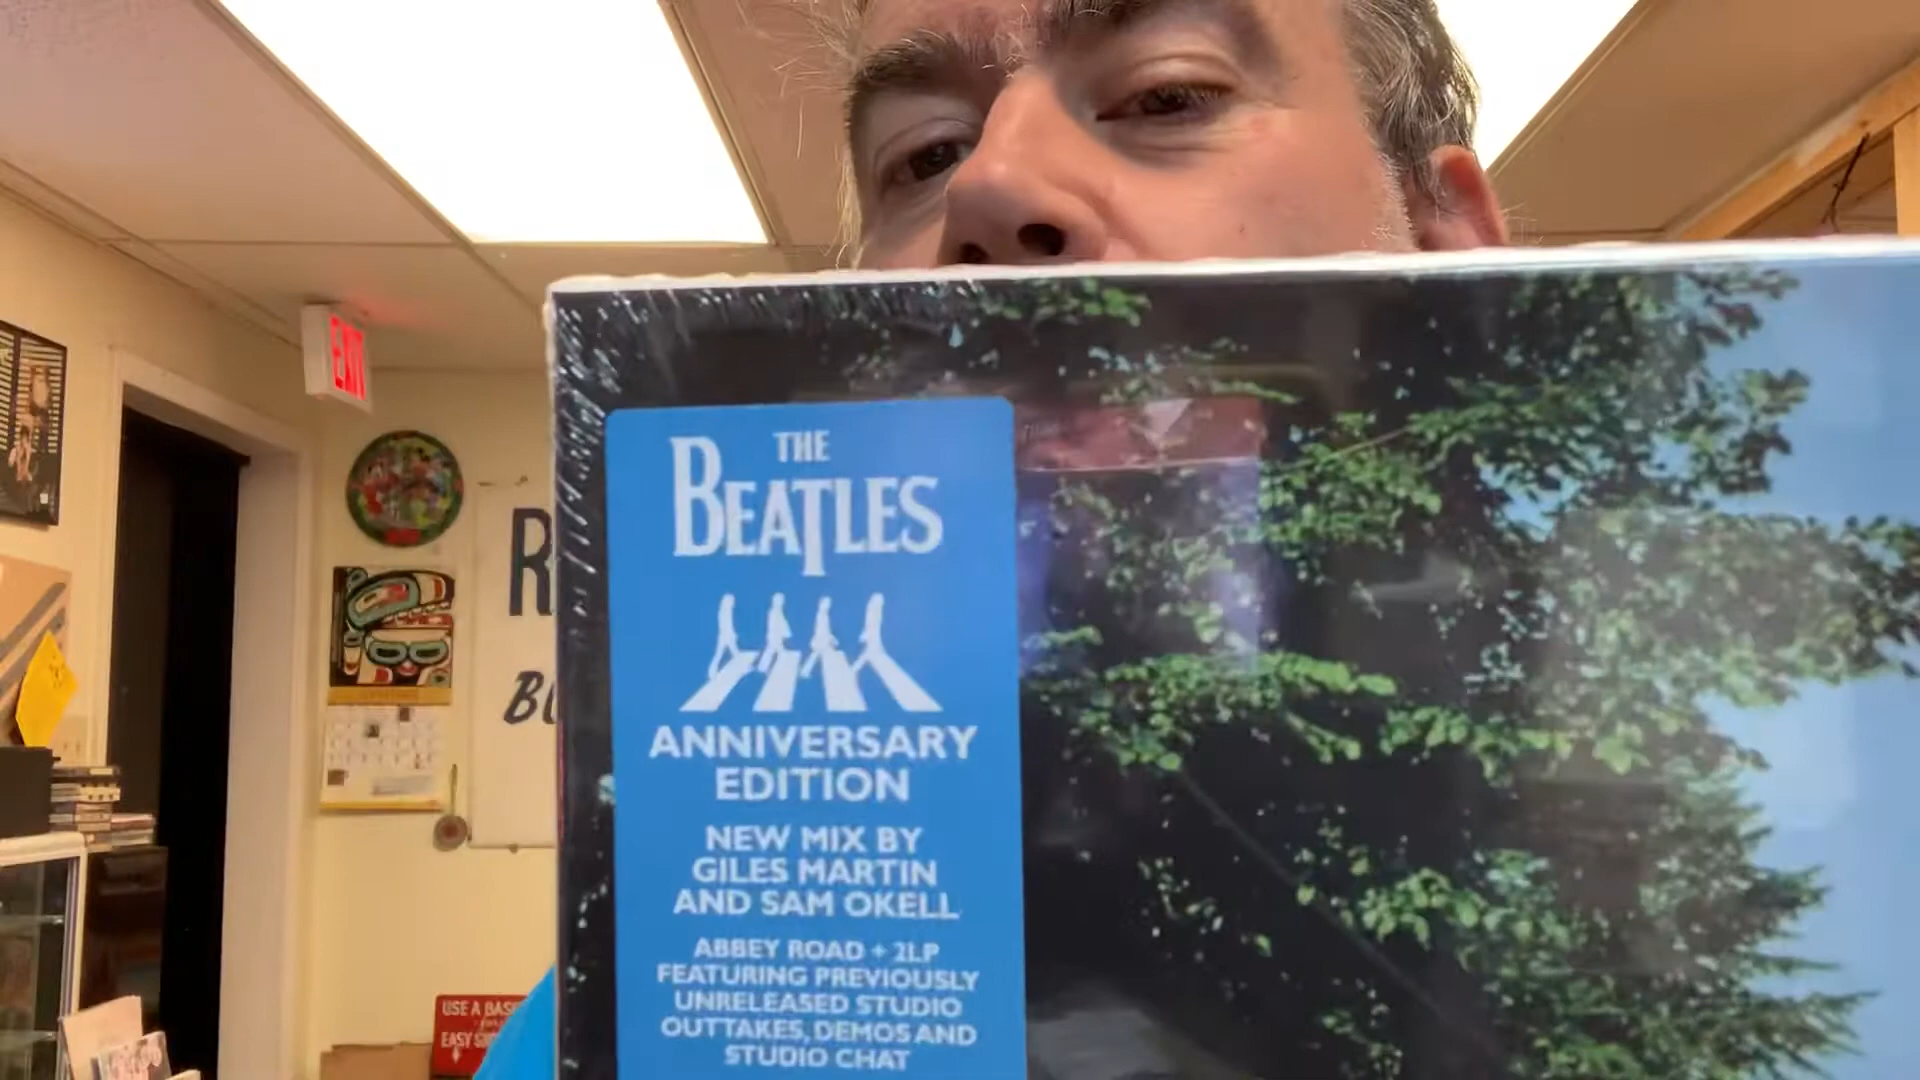 EXIT
THE
BEATLES
ANNIVERSARY
EDITION
NEW MIX BY
GILES MARTIN
AND SAM OKELL
ABBEY ROAD + 2LP
FEATURING PREVIOUSLY
UNRELEASED STUDIO
OUTTAKES, DEMOS AND
STUDIO CHAT
R
BU
USE A BASK
EASY SH